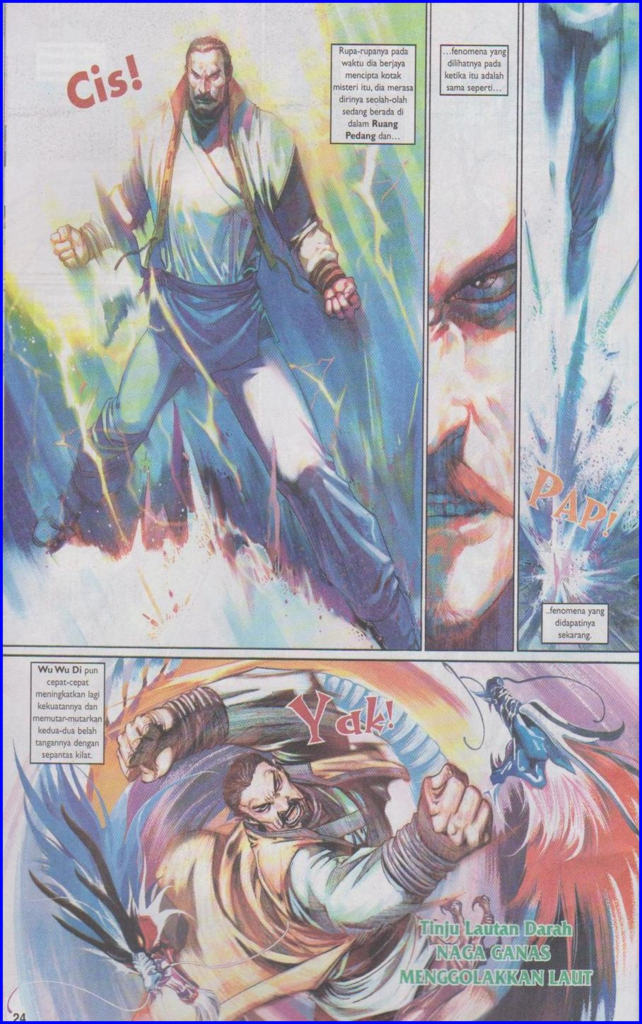 Cis!
Rupa-rupanya pada
waktu dia berjaya
mencipta kotak
misteri itu, dia merasa
dirinya seolah-olah
sedang berada di
dalam Ruang
Pedang dan…
…fenomena yang
dilihatnya pada
ketika itu adalah
sama seperti…
PAP!
..fenomena yang
didapatinya
sekarang.
Wu Wu Di pun
cepat-cepat
meningkatkan lagi
kekuatannya dan
memutar-mutarkan
kedua-dua belah
tangannya dengan
sepantas kilat.
Yak!
Tinju Lautan Darah
NAGA GANAS
MENGGOLAKKAN LAUT
24